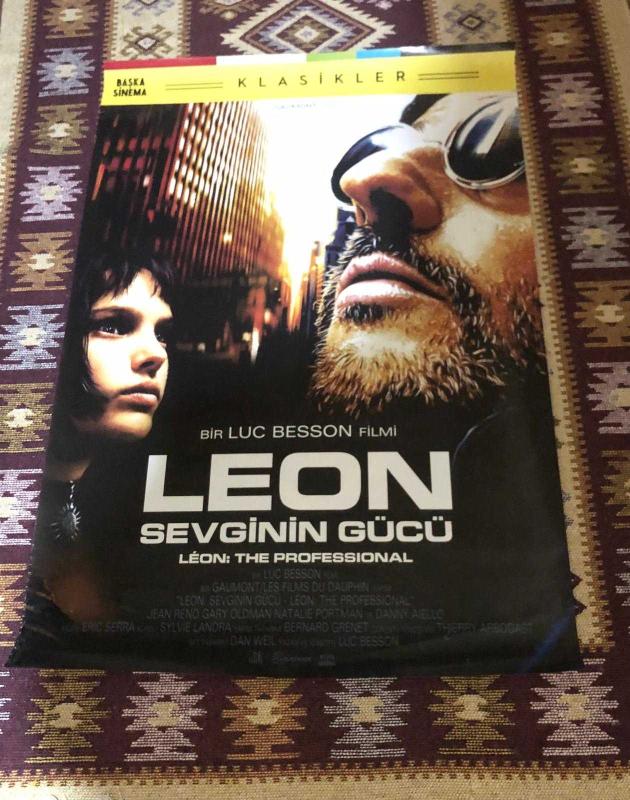 BAŞKA
SİNEMA
KLASİKLER
BİR LUC BESSON FİLMİ
LEON
SEVGİNİN GÜCÜ
LÉON: THE PROFESSIONAL
LUC BESSON
GAUMONT/LES FILMS DU DAUPHIN
"LEON: SEVGİNİN GÜCÜ - LEON: THE PROFESSIONAL"
JEAN RENO GARY OLDMAN NATALIE PORTMAN DANNY AIELLO
ERIC SERRA SYLVIE LANDRA BERNARD GRENET THIERRY ARBOGAST
DAN WEIL LUC BESSON